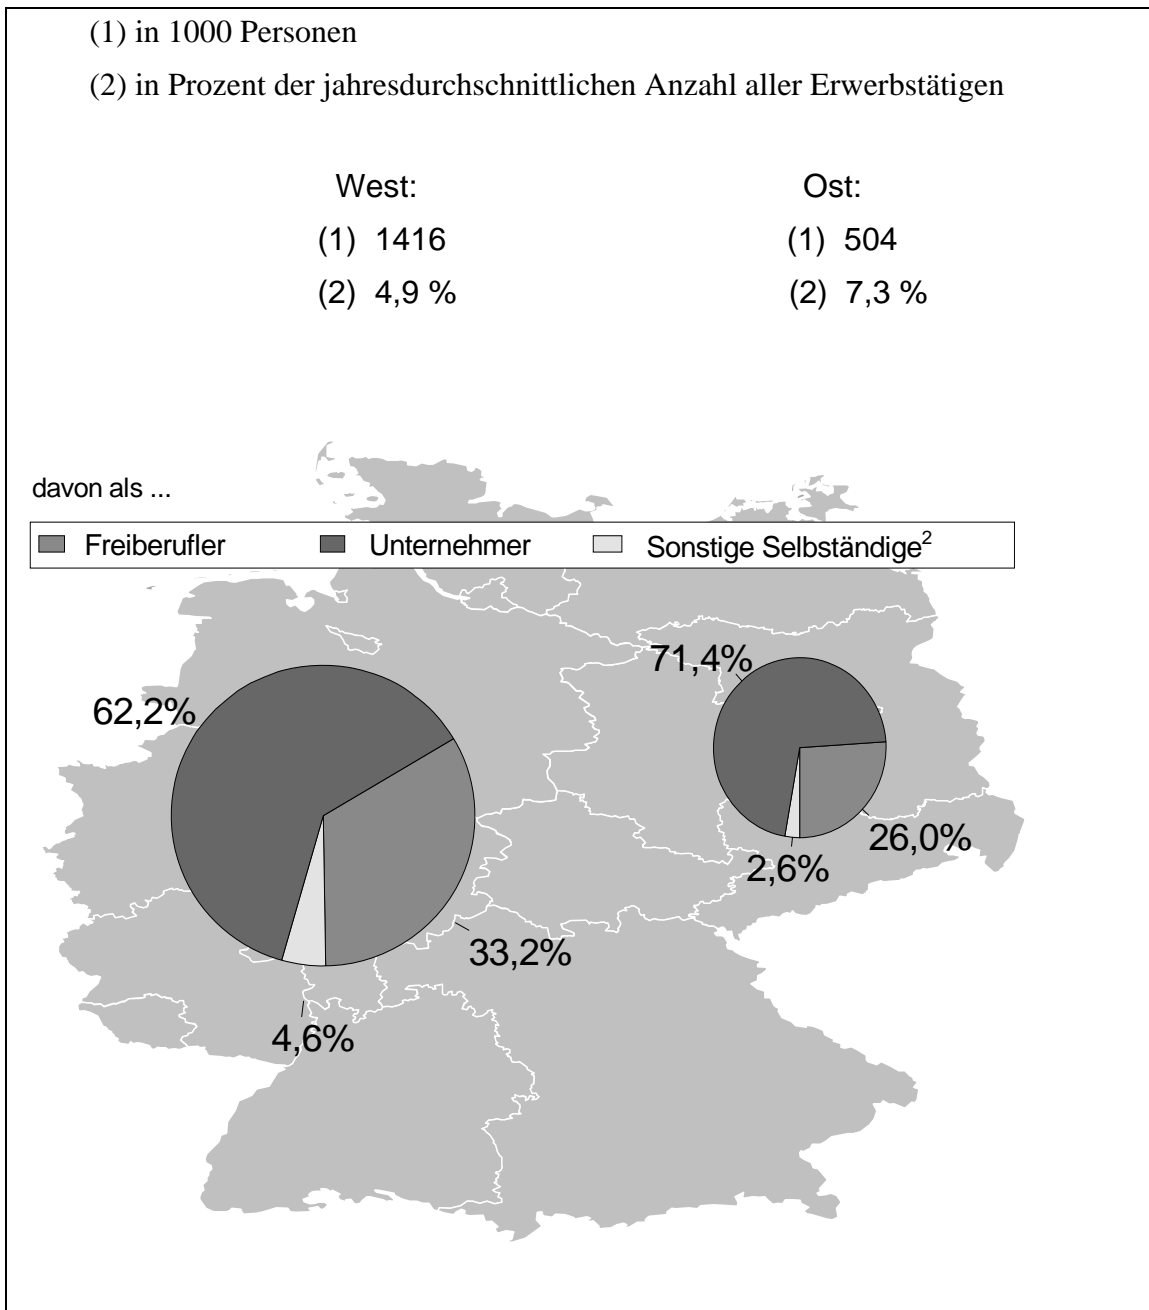 (1) in 1000 Personen
(2) in Prozent der jahresdurchschnittlichen Anzahl aller Erwerbstätigen
West: Ost:
(1) 1416 (1) 504
(2) 4,9 % (2) 7,3 %
davon als ...
Freiberufler Unternehmer Sonstige Selbständige²
71,4%
62,2%
26,0%
2,6%
33,2%
4,6%